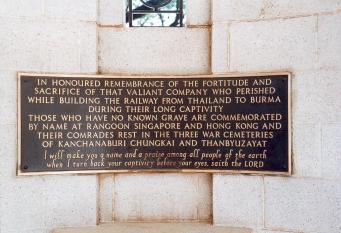 IN HONOURED REMEMBRANCE OF THE FORTITUDE AND
SACRIFICE OF THAT VALIANT COMPANY WHO PERISHED
WHILE BUILDING THE RAILWAY FROM THAILAND TO BURMA
DURING THEIR LONG CAPTIVITY
THOSE WHO HAVE NO KNOWN GRAVE ARE COMMEMORATED
BY NAME AT RANGOON SINGAPORE AND HONG KONG AND
THEIR COMRADES REST IN THE THREE WAR CEMETERIES
OF KANCHANABURI CHUNGKAI AND THANBYUZAYAT
I will make you a name and a praise among all people of the earth
when I turn back your captivity before your eyes, saith the LORD